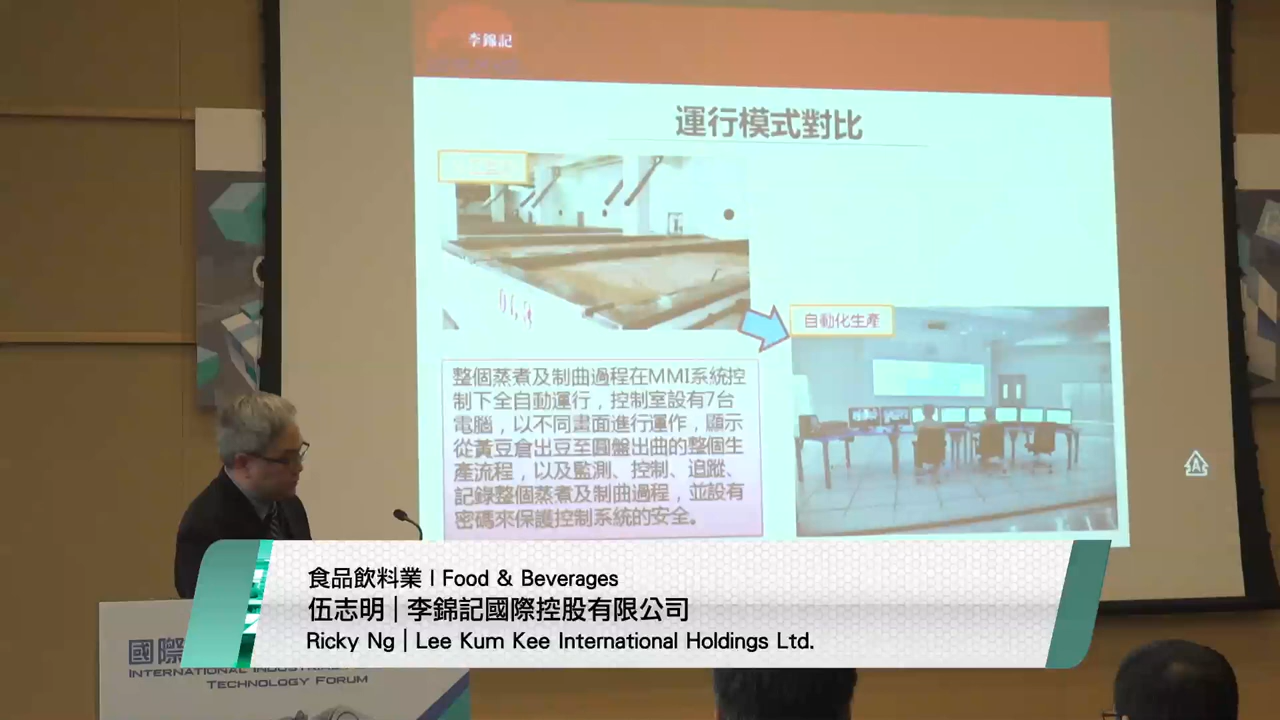 李錦記
運行模式對比
自動化生產
整個蒸煮及制曲過程在MMI系統控
制下全自動運行，控制室設有7台
電腦，以不同畫面進行運作，顯示
從黃豆倉出豆至圓盤出曲的整個生
產流程，以及監測、控制、追蹤、
記錄整個蒸煮及制曲過程，並設有
密碼來保護控制系統的安全。
食品飲料業 | Food & Beverages
伍志明 | 李錦記國際控股有限公司
Ricky Ng | Lee Kum Kee International Holdings Ltd.
國際
INTERNATIONAL
TECHNOLOGY FORUM